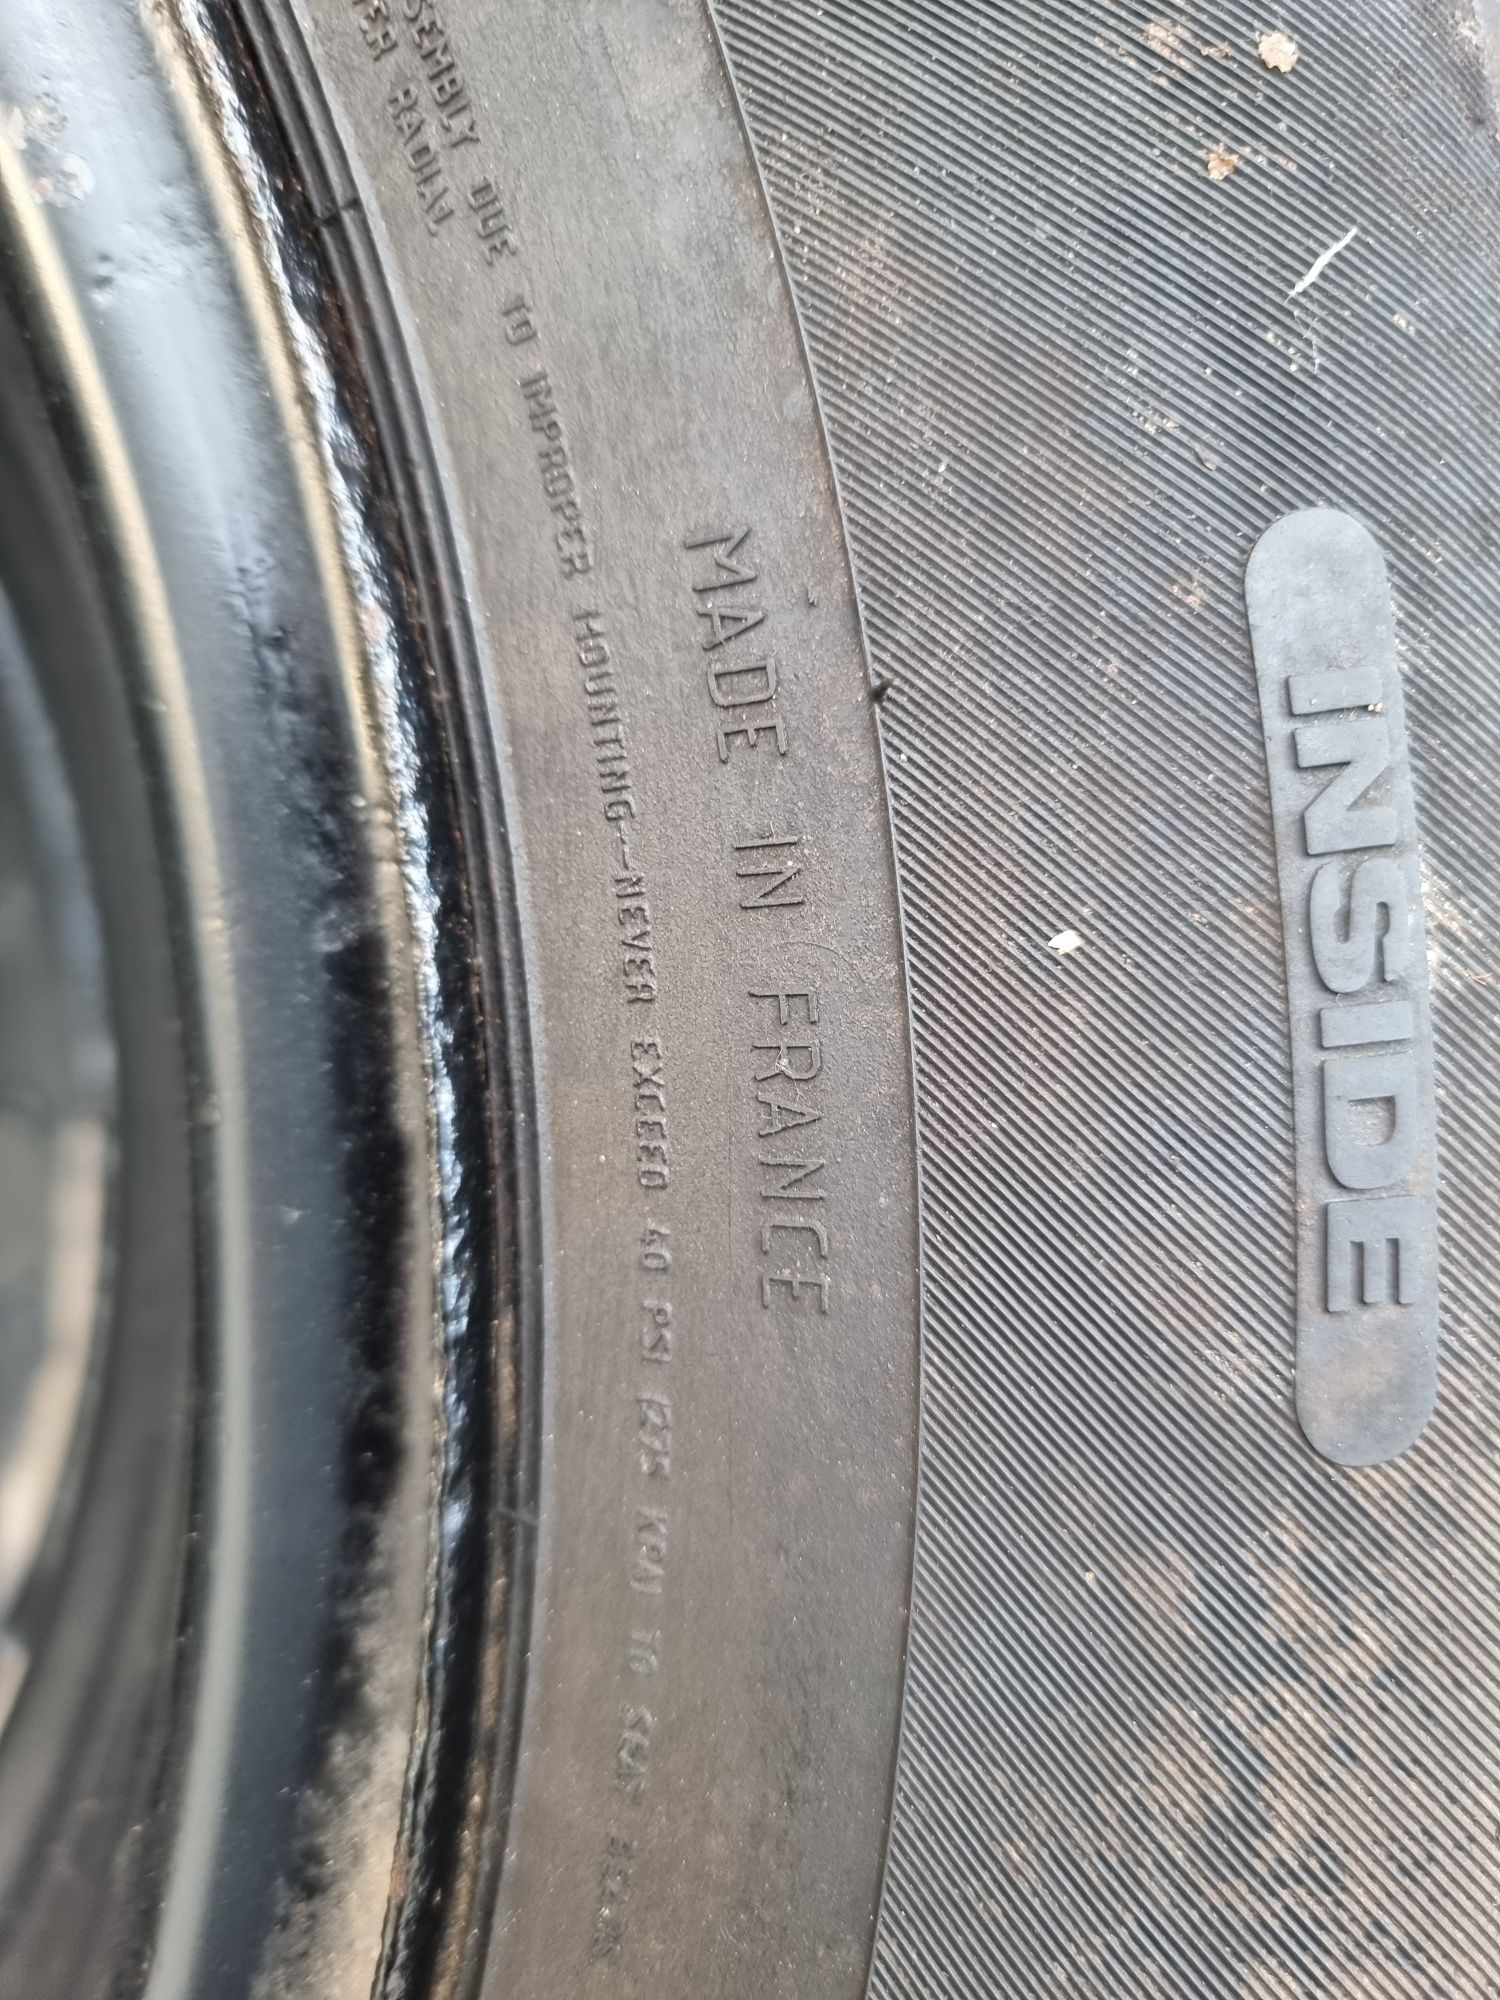 SEMBLY DUE TO IMPROPER MOUNTING--NEVER EXCEED 40 PSI (275 KPA) TO SEAT BEADS
TER RADIAL
MADE IN FRANCE
INSIDE